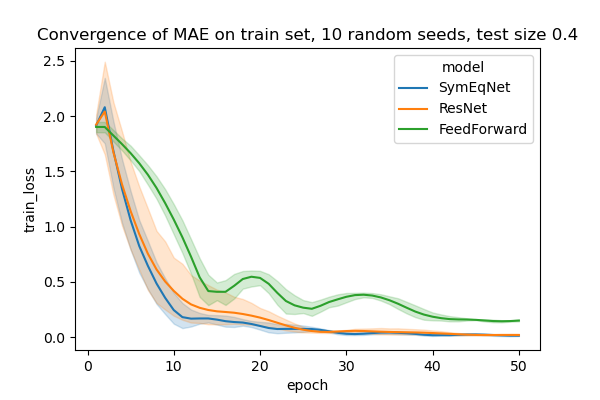 Convergence of MAE on train set, 10 random seeds, test size 0.4
2.5
2.0
1.5
1.0
0.5
0.0
train_loss
model
SymEqNet
ResNet
FeedForward
0 10 20 30 40 50
epoch